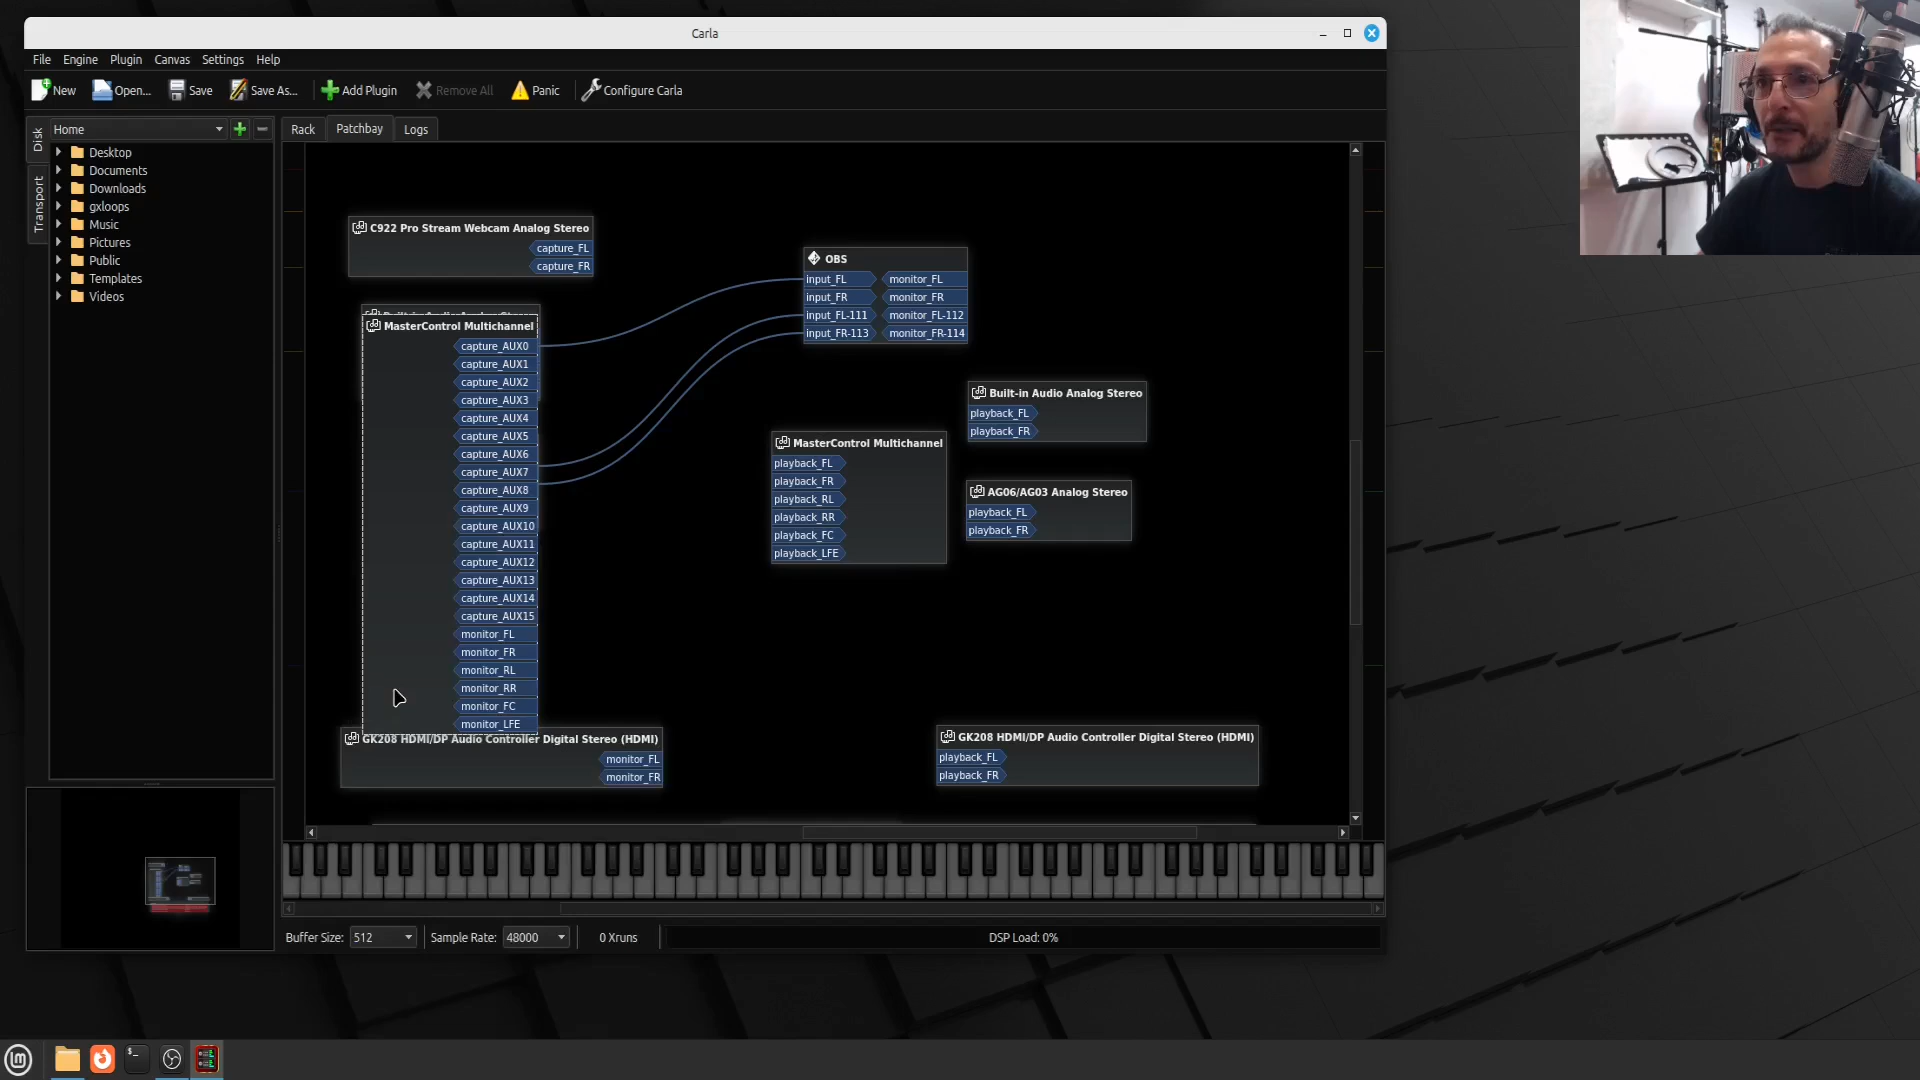 Carla
File Engine Plugin Canvas Settings Help
New Open... Save Save As... Add Plugin Remove All Panic Configure Carla
Disk
Transport
Home
Desktop
Documents
Downloads
gxloops
Music
Pictures
Public
Templates
Videos
Rack Patchbay Logs
C922 Pro Stream Webcam Analog Stereo
capture_FL
capture_FR
MasterControl Multichannel
capture_AUX0
capture_AUX1
capture_AUX2
capture_AUX3
capture_AUX4
capture_AUX5
capture_AUX6
capture_AUX7
capture_AUX8
capture_AUX9
capture_AUX10
capture_AUX11
capture_AUX12
capture_AUX13
capture_AUX14
capture_AUX15
monitor_FL
monitor_FR
monitor_RL
monitor_RR
monitor_FC
monitor_LFE
GK208 HDMI/DP Audio Controller Digital Stereo (HDMI)
monitor_FL
monitor_FR
OBS
input_FL monitor_FL
input_FR monitor_FR
input_FL-111 monitor_FL-112
input_FR-113 monitor_FR-114
Built-in Audio Analog Stereo
playback_FL
playback_FR
MasterControl Multichannel
playback_FL
playback_FR
playback_RL
playback_RR
playback_FC
playback_LFE
AG06/AG03 Analog Stereo
playback_FL
playback_FR
GK208 HDMI/DP Audio Controller Digital Stereo (HDMI)
playback_FL
playback_FR
Buffer Size: 512 Sample Rate: 48000 0 Xruns DSP Load: 0%